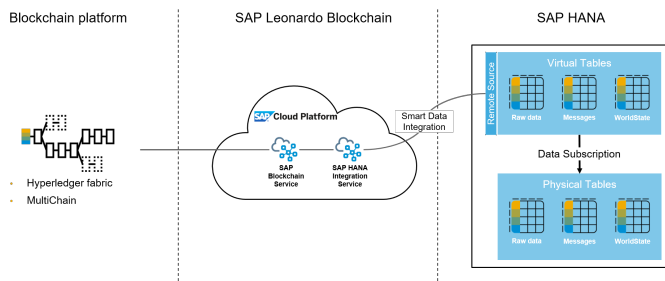 Blockchain platform
SAP Leonardo Blockchain
SAP HANA
Hyperledger fabric
MultiChain
SAP Cloud Platform
SAP
Blockchain
Service
SAP HANA
Integration
Service
Smart Data
Integration
Remote Source
Virtual Tables
Raw data
Messages
WorldState
Data Subscription
Physical Tables
Raw data
Messages
WorldState